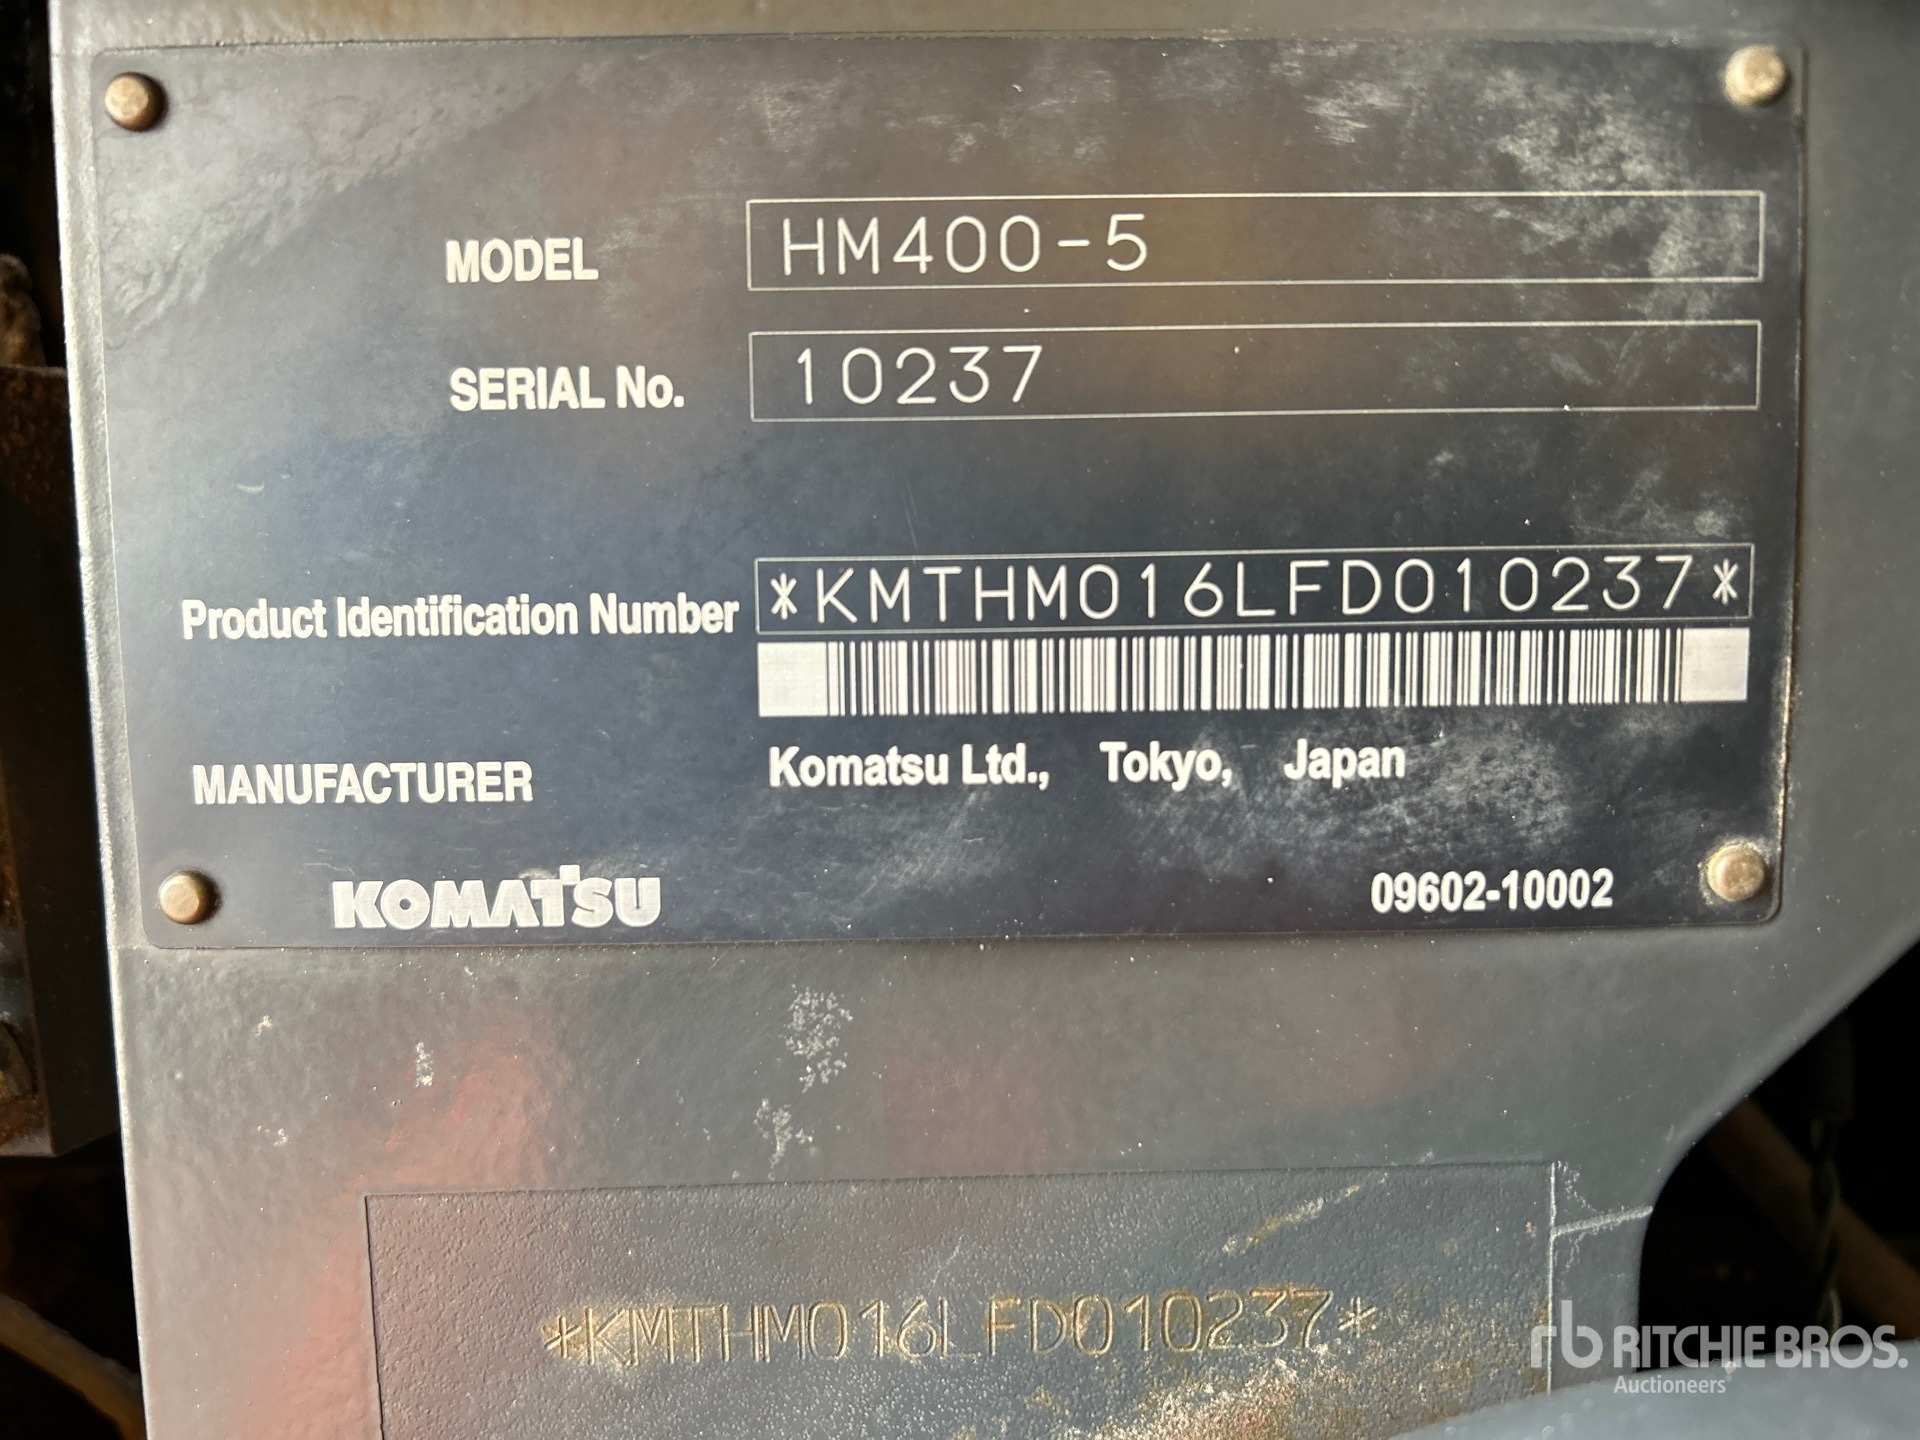 MODEL HM400-5
SERIAL No. 10237
Product Identification Number *KMTHM016LFD010237*
MANUFACTURER Komatsu Ltd., Tokyo, Japan
KOMATSU 09602-10002
*KMTHM016LFD010237*
rb RITCHIE BROS.
Auctioneers